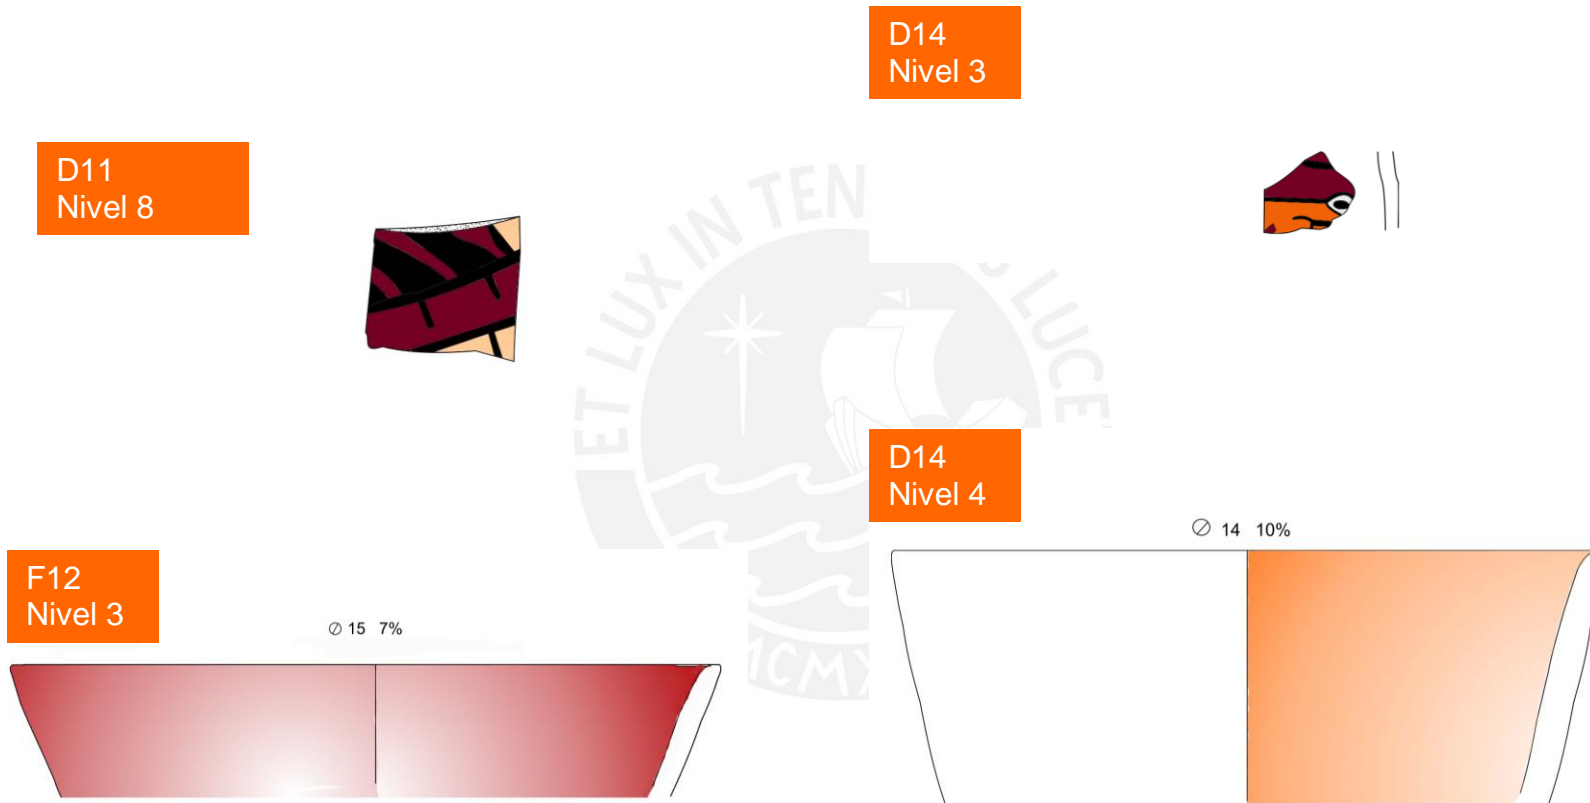 D14
Nivel 3
D11
Nivel 8
ET LUX IN TEN
S LUCE
D14
Nivel 4
∅ 14 10%
F12
Nivel 3
∅ 15 7%
MCMX